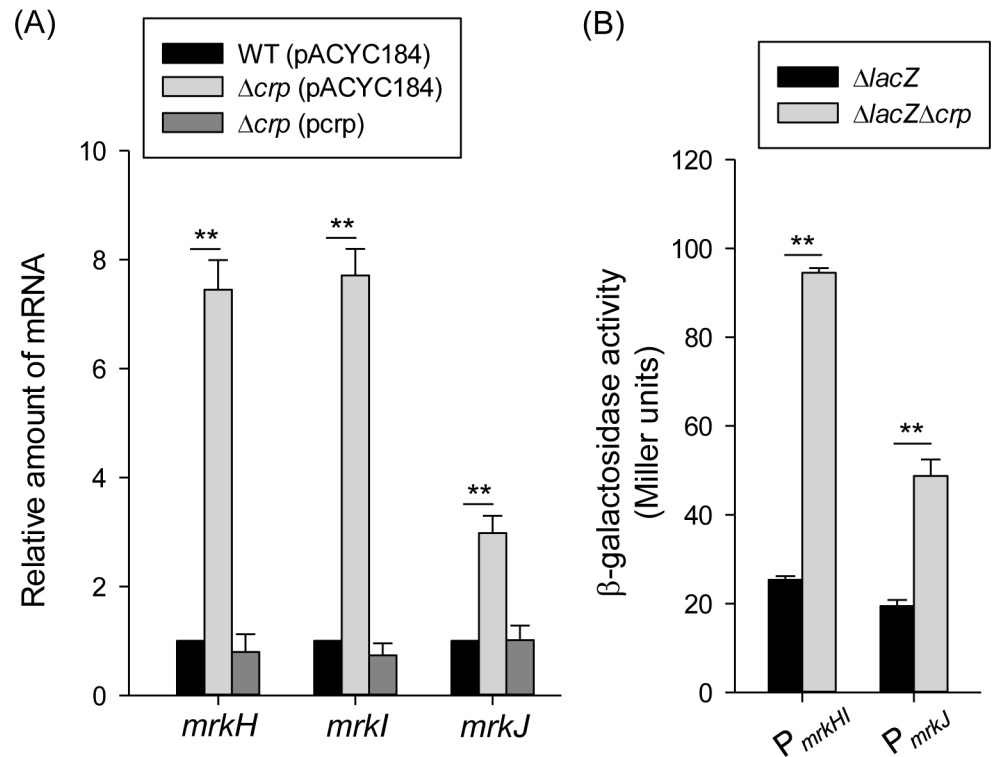 (A)
WT (pACYC184)
Δcrp (pACYC184)
Δcrp (pcrp)
Relative amount of mRNA
10
8
6
4
2
0
**
**
**
mrkH
mrkI
mrkJ
(B)
ΔlacZ
ΔlacZΔcrp
β-galactosidase activity
(Miller units)
120
100
80
60
40
20
0
**
**
P mrkHI
P mrkJ